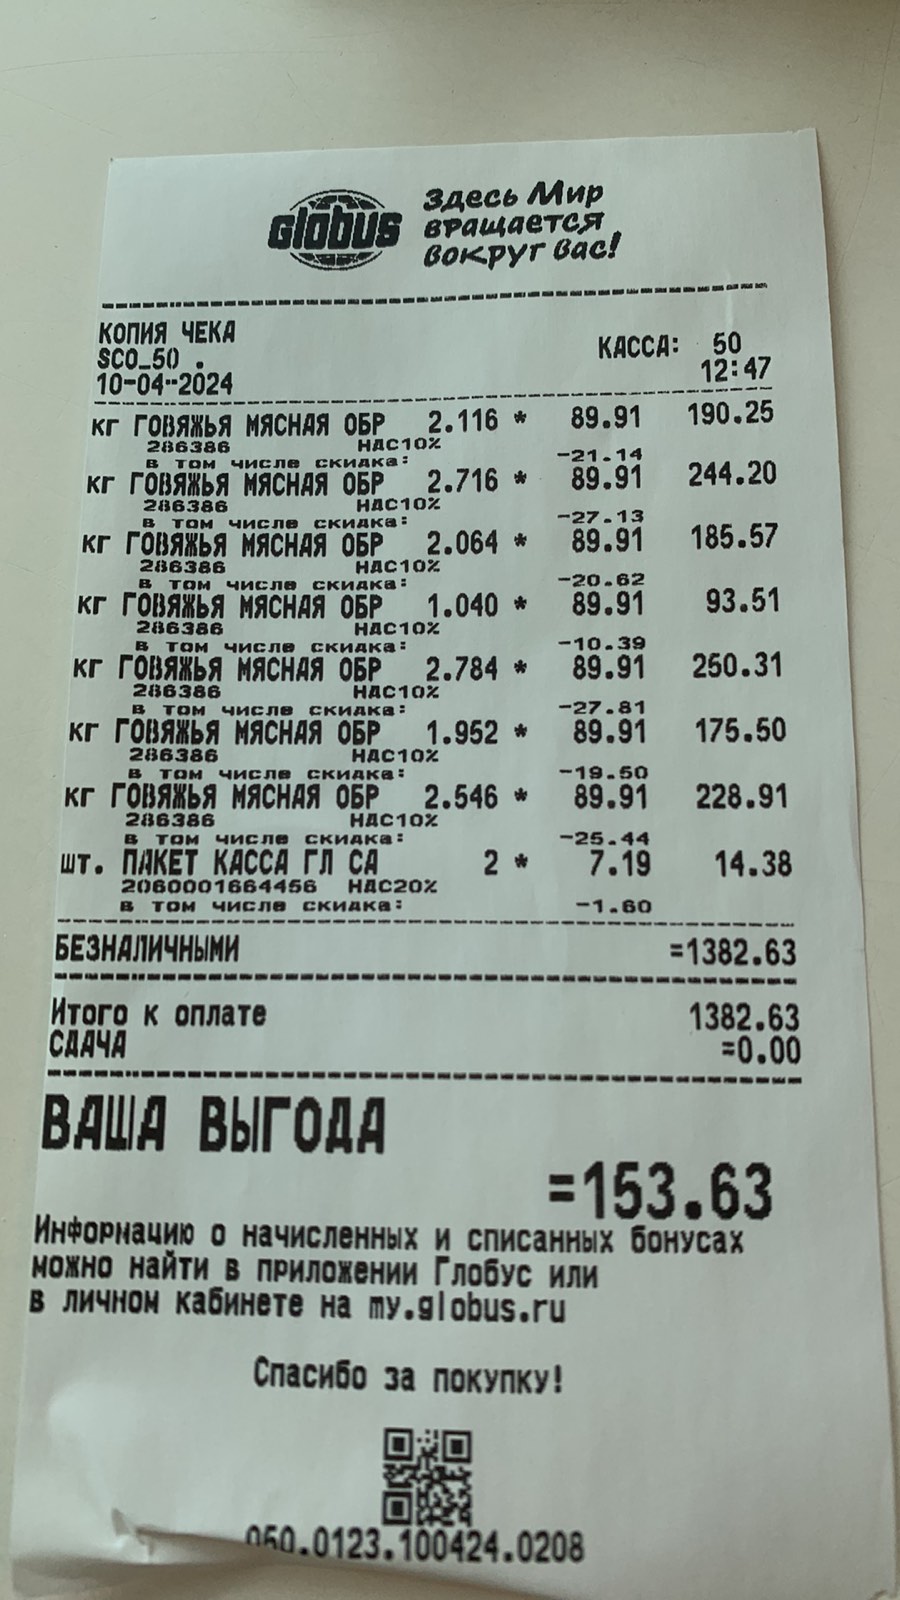 Globus
Здесь Мир
вращается
вокруг вас!
КОПИЯ ЧЕКА
SCO_50 . КАССА: 50
10-04-2024 12:47
кг ГОВЯЖЬЯ МЯСНАЯ ОБР 2.116 * 89.91 190.25
286386 НДС10%
в том числе скидка: -21.14
кг ГОВЯЖЬЯ МЯСНАЯ ОБР 2.716 * 89.91 244.20
286386 НДС10%
в том числе скидка: -27.13
кг ГОВЯЖЬЯ МЯСНАЯ ОБР 2.064 * 89.91 185.57
286386 НДС10%
в том числе скидка: -20.62
кг ГОВЯЖЬЯ МЯСНАЯ ОБР 1.040 * 89.91 93.51
286386 НДС10%
в том числе скидка: -10.39
кг ГОВЯЖЬЯ МЯСНАЯ ОБР 2.784 * 89.91 250.31
286386 НДС10%
в том числе скидка: -27.81
кг ГОВЯЖЬЯ МЯСНАЯ ОБР 1.952 * 89.91 175.50
286386 НДС10%
в том числе скидка: -19.50
кг ГОВЯЖЬЯ МЯСНАЯ ОБР 2.546 * 89.91 228.91
286386 НДС10%
в том числе скидка: -25.44
шт. ПАКЕТ КАССА ГЛ СА 2 * 7.19 14.38
2060001664456 НДС20%
в том числе скидка: -1.60
БЕЗНАЛИЧНЫМИ =1382.63
Итого к оплате 1382.63
СДАЧА =0.00
ВАША ВЫГОДА
=153.63
Информацию о начисленных и списанных бонусах
можно найти в приложении Глобус или
в личном кабинете на my.globus.ru
Спасибо за покупку!
050.0123.100424.0208